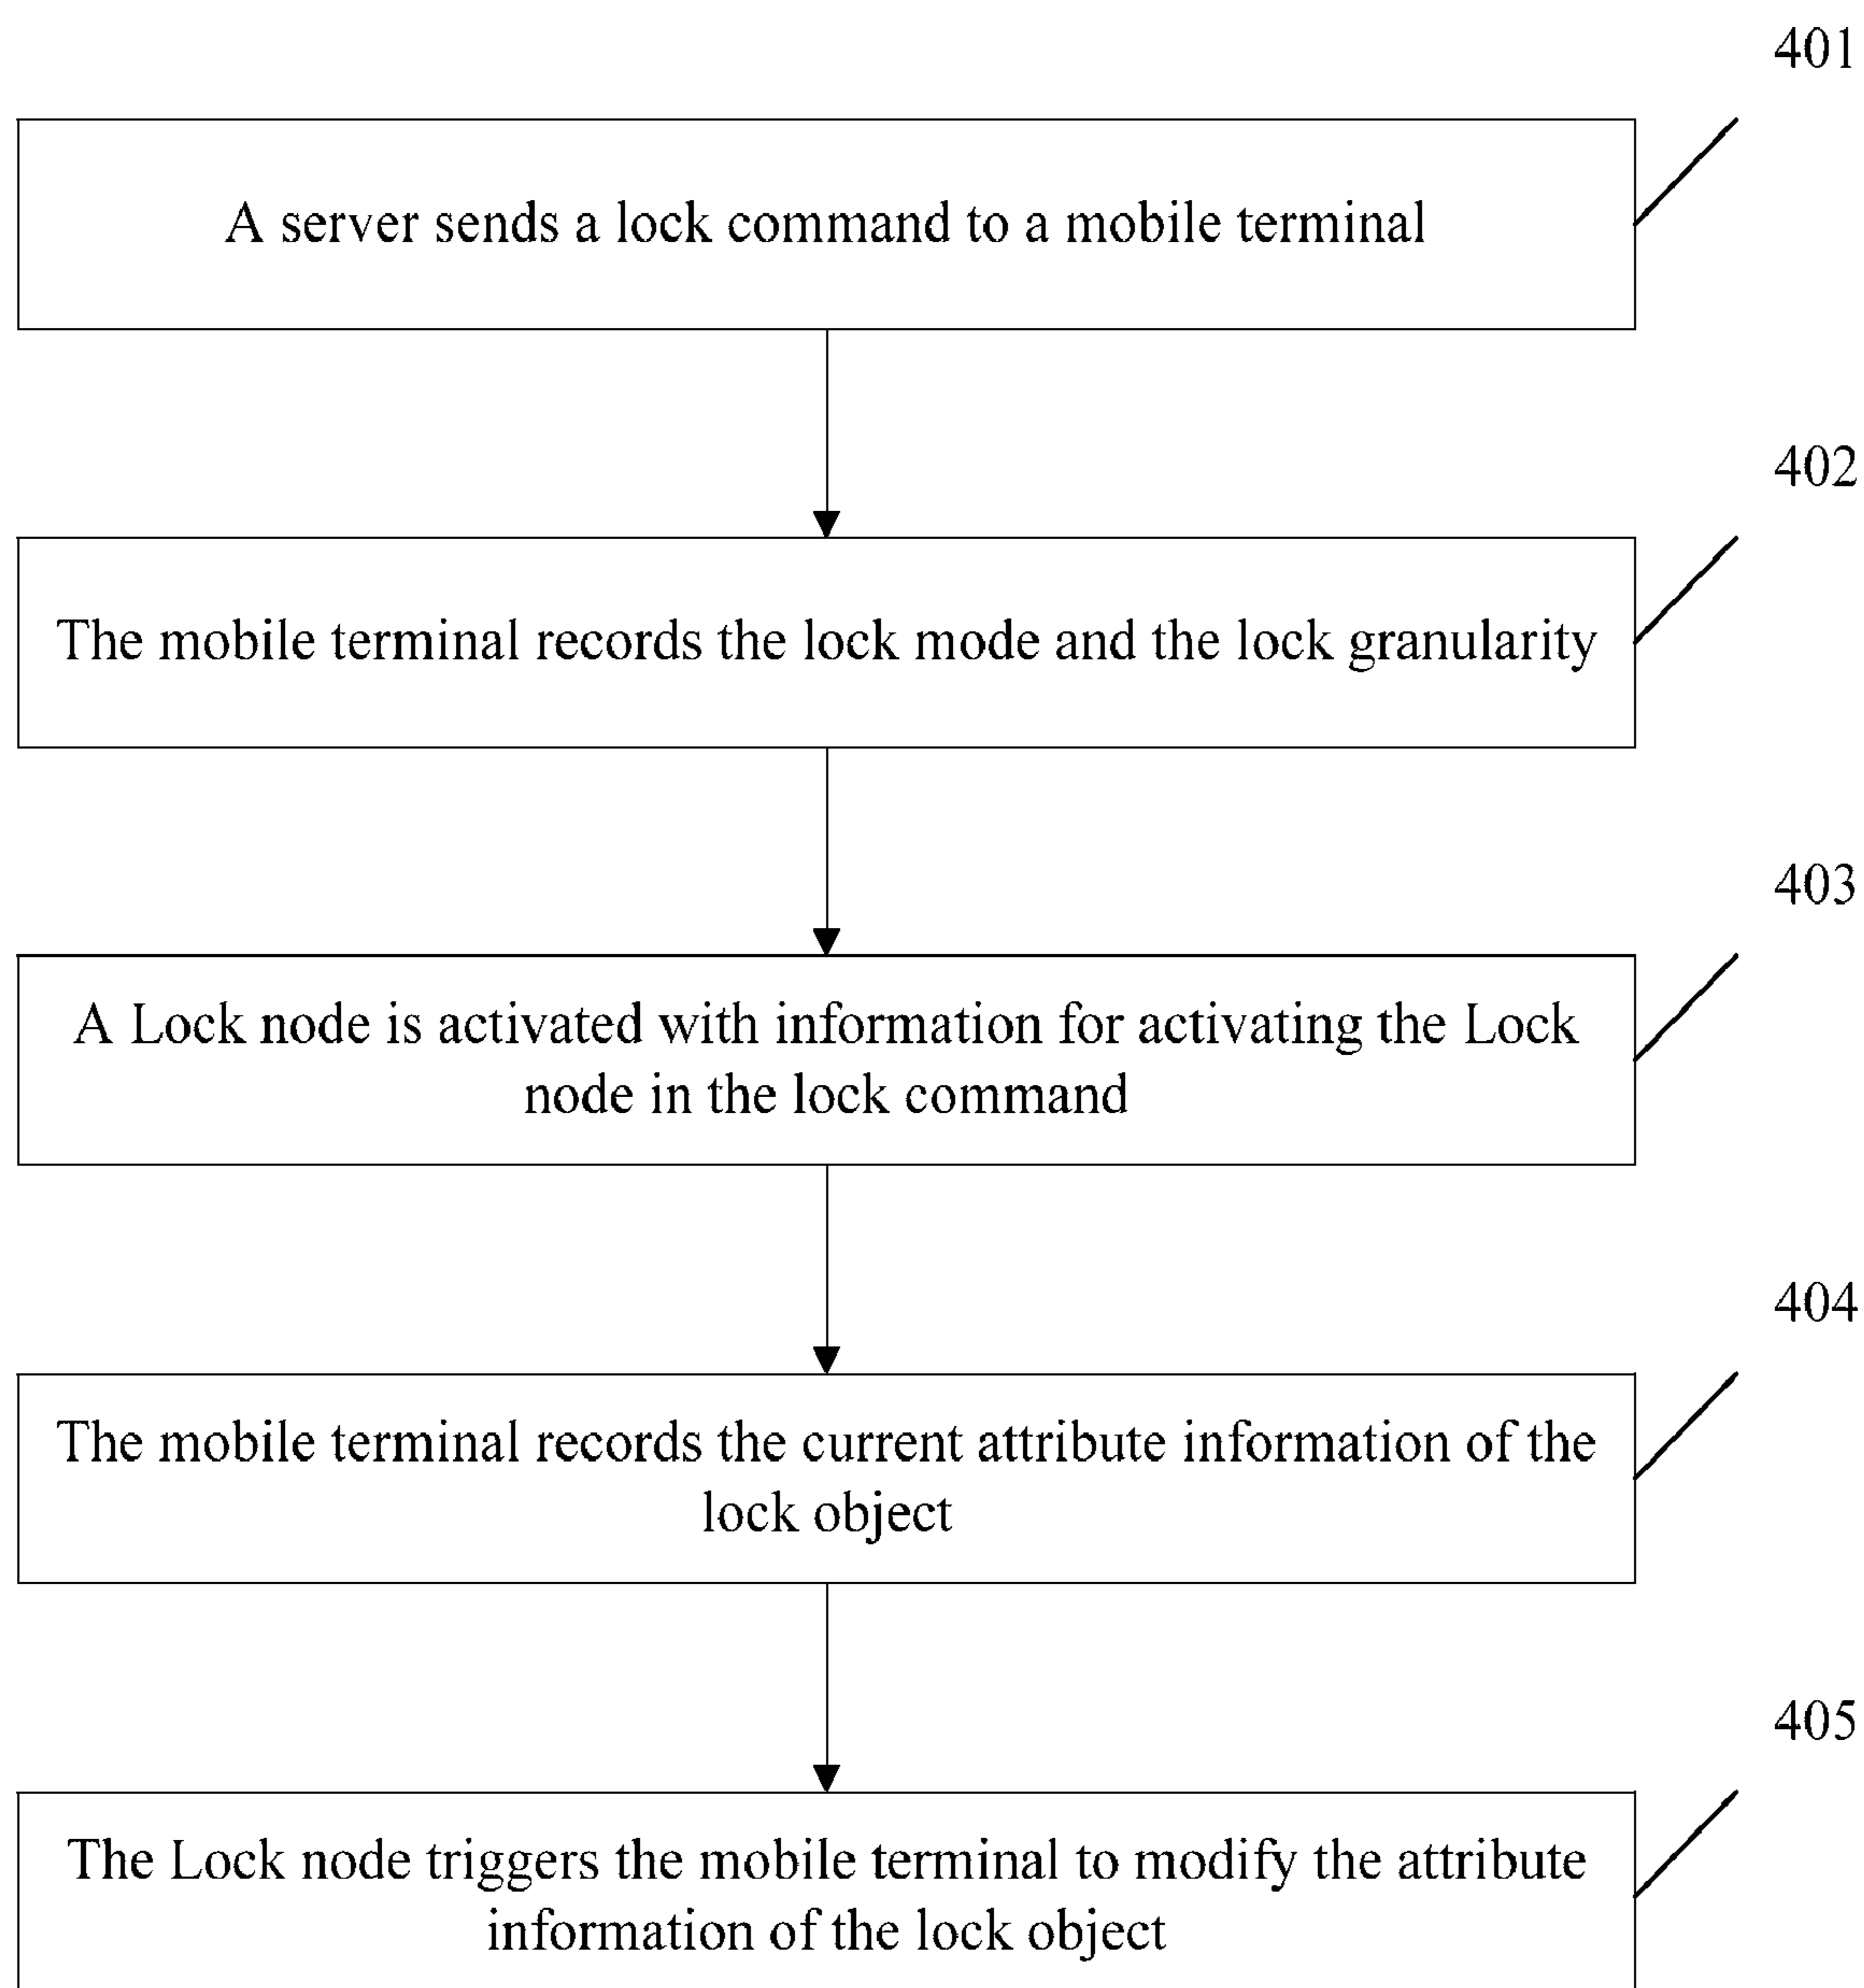 401
A server sends a lock command to a mobile terminal
402
The mobile terminal records the lock mode and the lock granularity
403
A Lock node is activated with information for activating the Lock
node in the lock command
404
The mobile terminal records the current attribute information of the
lock object
405
The Lock node triggers the mobile terminal to modify the attribute
information of the lock object